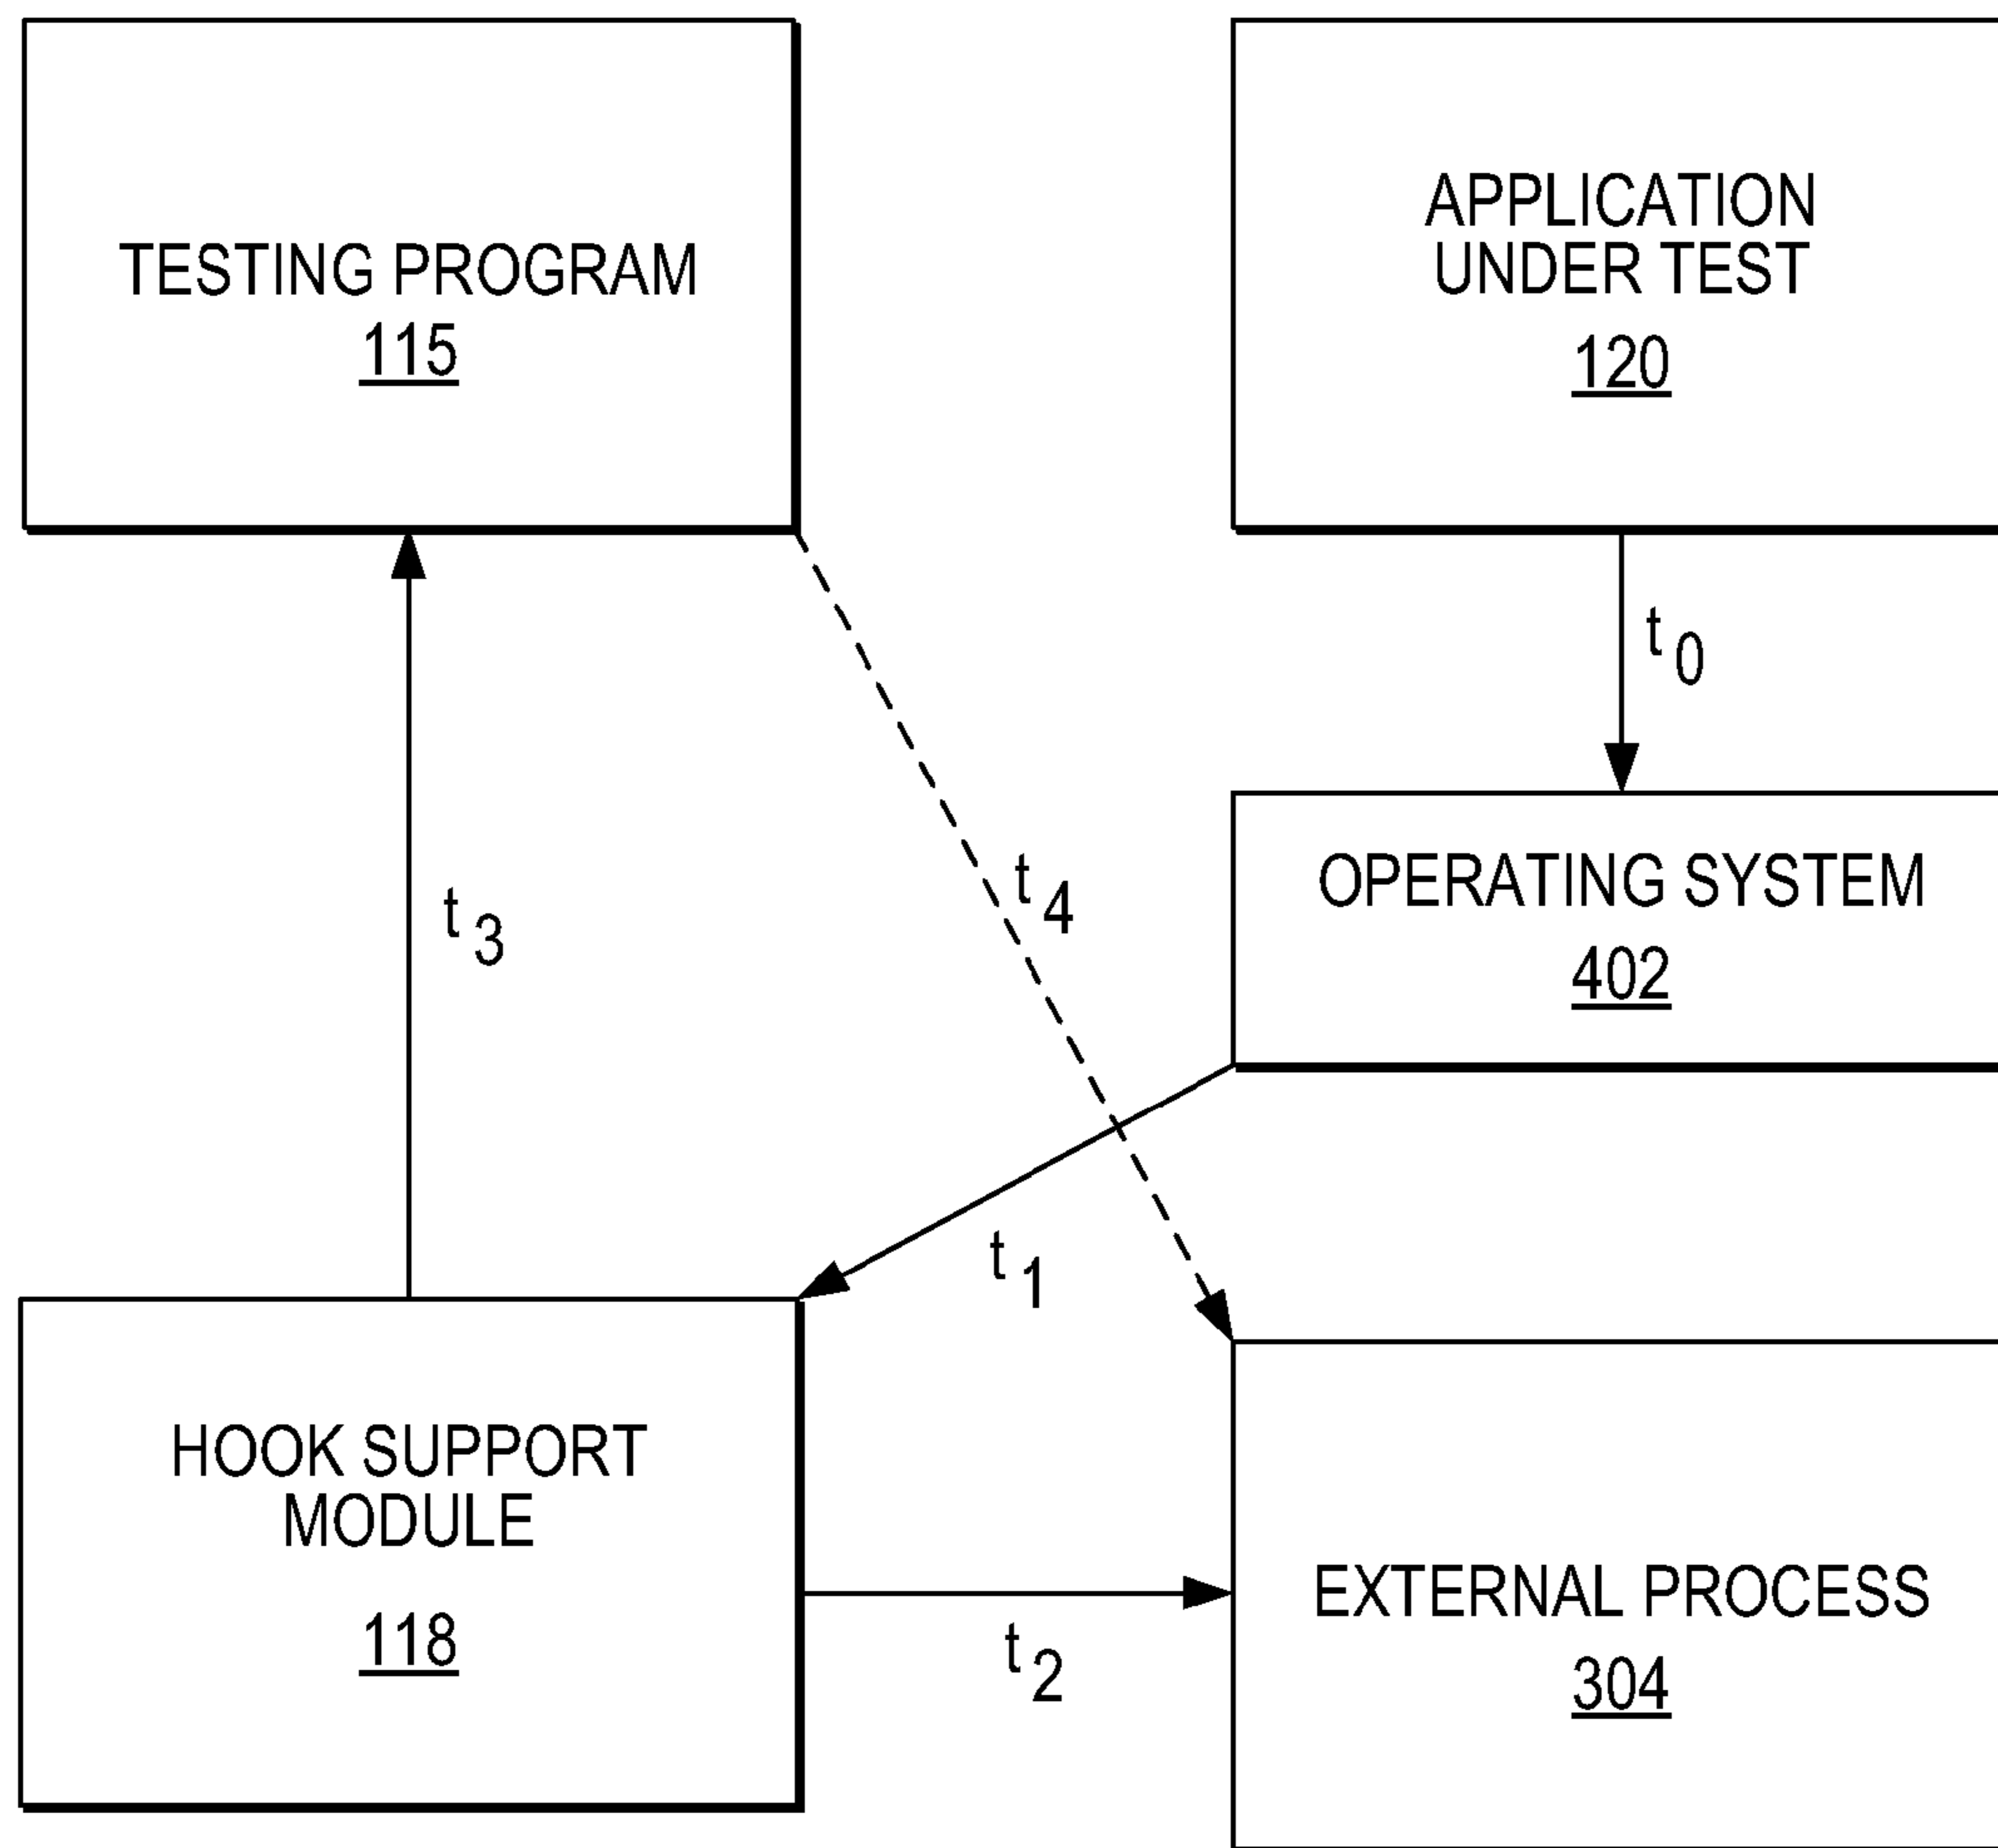 TESTING PROGRAM
115
APPLICATION
UNDER TEST
120
t0
OPERATING SYSTEM
402
t3
t4
t1
HOOK SUPPORT
MODULE
118
t2
EXTERNAL PROCESS
304